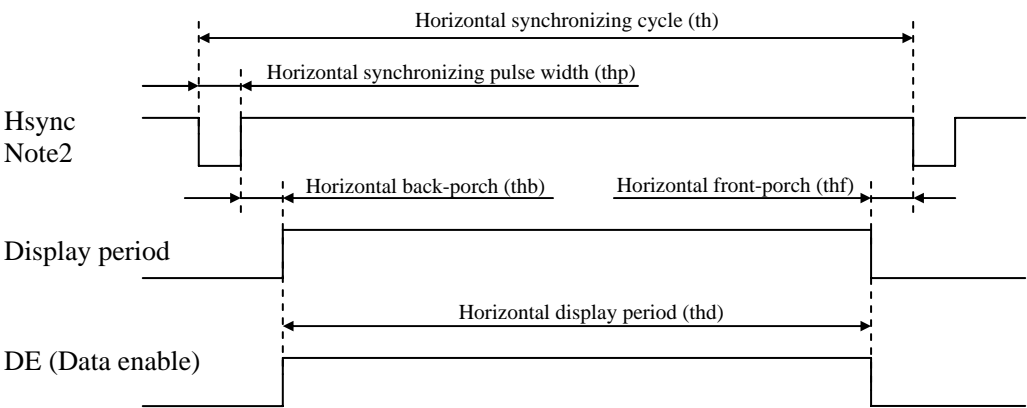 Horizontal synchronizing cycle (th)
Horizontal synchronizing pulse width (thp)
Hsync
Note2
Horizontal back-porch (thb)
Horizontal front-porch (thf)
Display period
Horizontal display period (thd)
DE (Data enable)